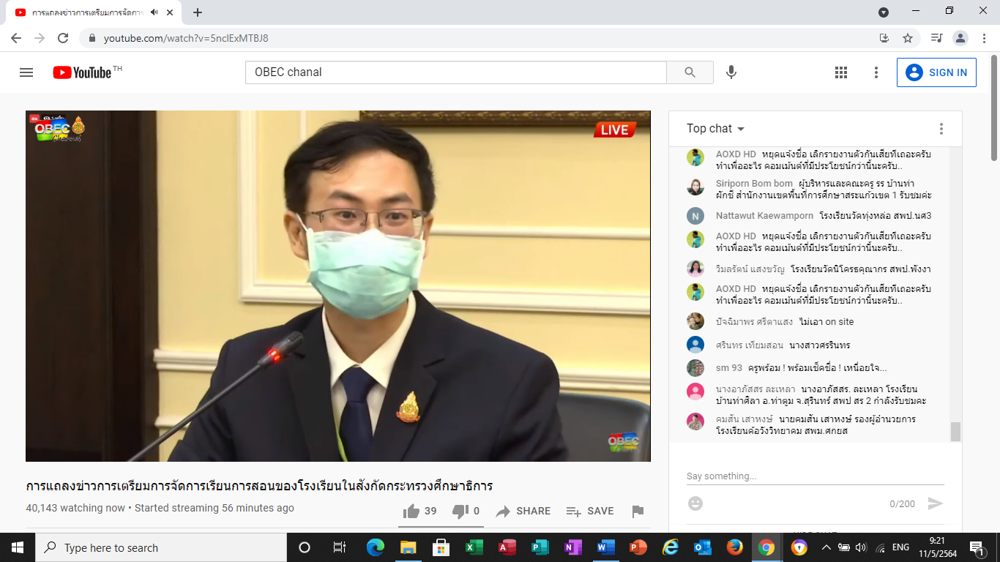 การแถลงข่าวการเตรียมการจัดการ
youtube.com/watch?v=5nclExMTBJ8
YouTube TH
OBEC chanal
SIGN IN
OBEC
Channel
LIVE
OBEC
Top chat
AOXD HD หยุดแจ้งชื่อ เลิกรายงานตัวกันเสียทีเถอะครับ
ทำเพื่ออะไร คอมเม้นต์ที่มีประโยชน์กว่านี้นะครับ..
Siriporn Bom bom ผู้บริหารและคณะครู รร บ้านท่า
ผักชี สำนักงานเขตพื้นที่การศึกษาสระแก้วเขต 1 รับชมค่ะ
N
Nattawut Kaewamporn โรงเรียนวัดทุ่งหล่อ สพป.นศ3
AOXD HD หยุดแจ้งชื่อ เลิกรายงานตัวกันเสียทีเถอะครับ
ทำเพื่ออะไร คอมเม้นต์ที่มีประโยชน์กว่านี้นะครับ..
วิมลรัตน์ แสงขวัญ โรงเรียนวัดนิโครธคุณากร สพป.พังงา
AOXD HD หยุดแจ้งชื่อ เลิกรายงานตัวกันเสียทีเถอะครับ
ทำเพื่ออะไร คอมเม้นต์ที่มีประโยชน์กว่านี้นะครับ..
ปัจฉิมาพร ศรีตาแสง ไม่เอา on site
ศรินทร เทียมสอน นางสาวศรรินทร
sm 93 ครูพร้อม ! พร้อมเช็คชื่อ ! เหนื่อยใจ...
นางอาภัสสร ละเหลา นางอาภัสสร. ละเหลา โรงเรียน
บ้านท่าศิลา อ.ท่าตูม จ.สุรินทร์ สพป สร 2 กำลังรับชมคะ
คมสัน เสาหงษ์ นายคมสัน เสาหงษ์ รองผู้อำนวยการ
โรงเรียนค้อวังวิทยาคม สพม.ศกยส
Say something...
0/200
การแถลงข่าวการเตรียมการจัดการเรียนการสอนของโรงเรียนในสังกัดกระทรวงศึกษาธิการ
40,143 watching now • Started streaming 56 minutes ago
39
0
SHARE
SAVE
Type here to search
ENG
9:21
11/5/2564
1